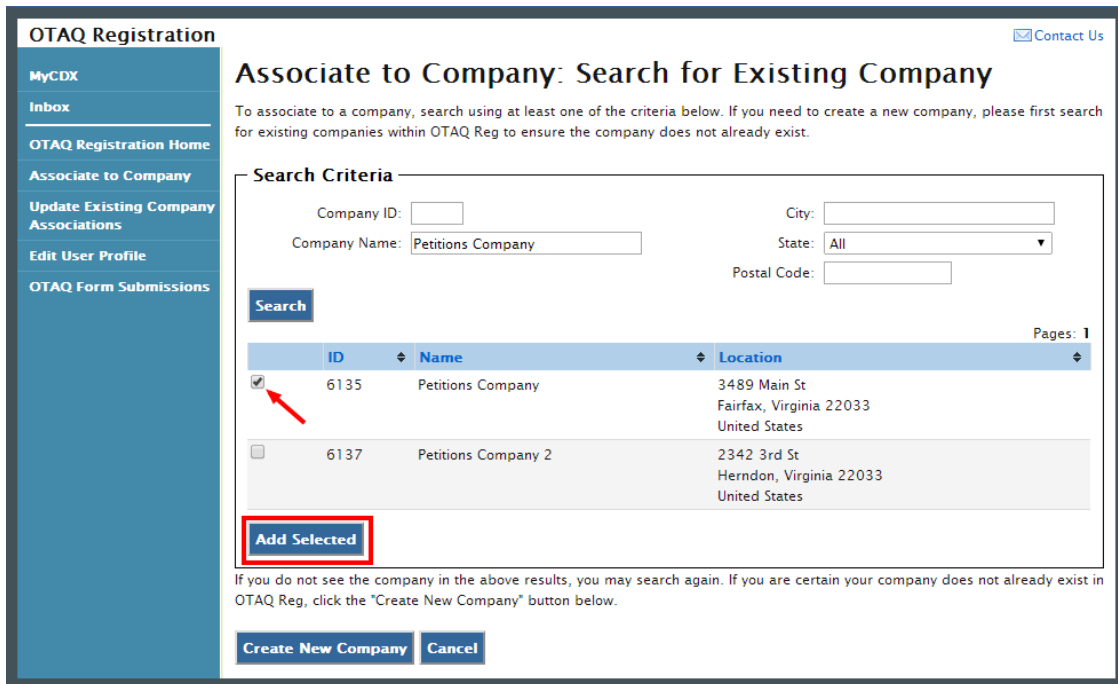 OTAQ Registration
Contact Us
MyCDX
Inbox
OTAQ Registration Home
Associate to Company
Update Existing Company
Associations
Edit User Profile
OTAQ Form Submissions
Associate to Company: Search for Existing Company
To associate to a company, search using at least one of the criteria below. If you need to create a new company, please first search
for existing companies within OTAQ Reg to ensure the company does not already exist.
Search Criteria
Company ID:
City:
Company Name: Petitions Company
State: All
Postal Code:
Search
Pages: 1
ID Name Location
6135 Petitions Company 3489 Main St
Fairfax, Virginia 22033
United States
6137 Petitions Company 2 2342 3rd St
Herndon, Virginia 22033
United States
Add Selected
If you do not see the company in the above results, you may search again. If you are certain your company does not already exist in
OTAQ Reg, click the "Create New Company" button below.
Create New Company Cancel